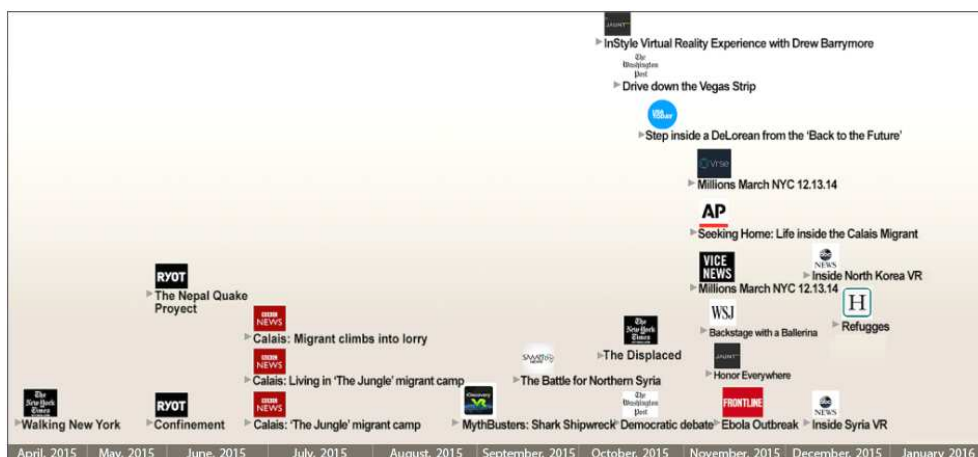 JAUNT
InStyle Virtual Reality Experience with Drew Barrymore
The
Washington
Post
Drive down the Vegas Strip
USA
TODAY
Step inside a DeLorean from the ‘Back to the Future’
Vrse
Millions March NYC 12.13.14
AP
Seeking Home: Life inside the Calais Migrant
VICE
NEWS
Millions March NYC 12.13.14
abc
NEWS
Inside North Korea VR
RYOT
The Nepal Quake
Proyect
WSJ
Backstage with a Ballerina
H
Refugges
BBC
NEWS
Calais: Migrant climbs into lorry
The
New York
Times
The Displaced
JAUNT
Honor Everywhere
BBC
NEWS
Calais: Living in ‘The Jungle’ migrant camp
The Battle for Northern Syria
The
New York
Times
Walking New York
RYOT
Confinement
BBC
NEWS
Calais: ‘The Jungle’ migrant camp
Discovery
VR
MythBusters: Shark Shipwreck
The
Washington
Post
Democratic debate
FRONTLINE
Ebola Outbreak
abc
NEWS
Inside Syria VR
April, 2015
May, 2015
June, 2015
July, 2015
August, 2015
September, 2015
October, 2015
November, 2015
December, 2015
January, 2016